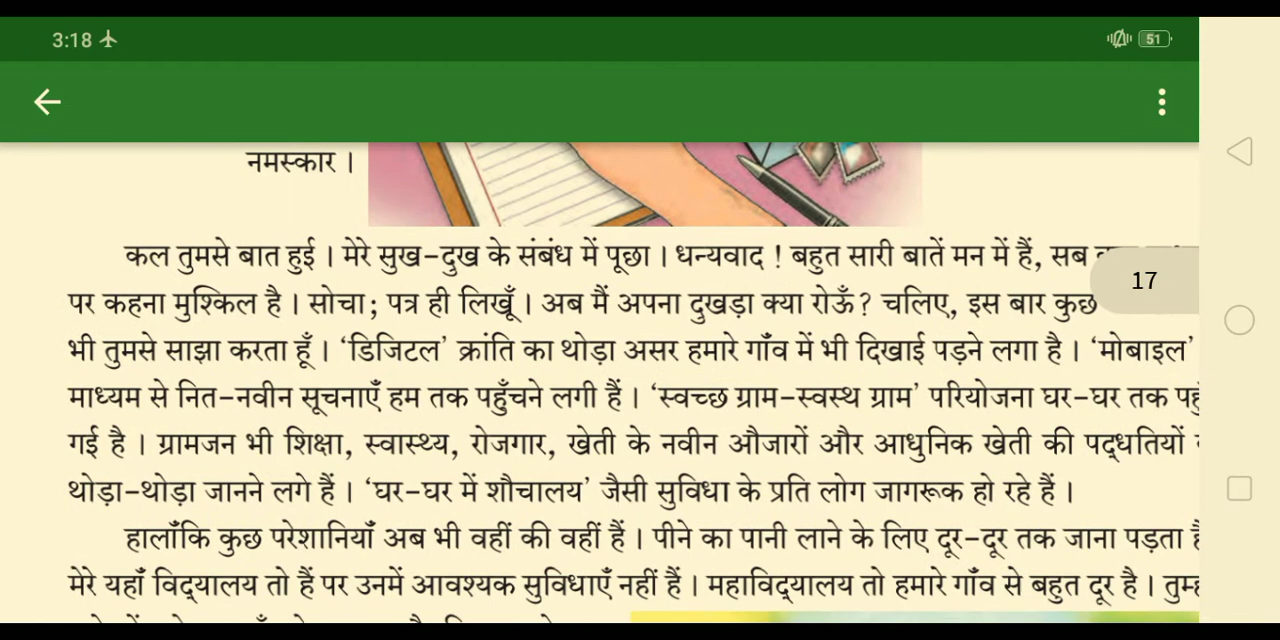 3:18
51
नमस्कार ।
कल तुमसे बात हुई । मेरे सुख-दुख के संबंध में पूछा । धन्यवाद ! बहुत सारी बातें मन में हैं, सब
17
पर कहना मुश्किल है । सोचा; पत्र ही लिखूँ । अब मैं अपना दुखड़ा क्या रोऊँ? चलिए, इस बार कुछ
भी तुमसे साझा करता हूँ । ‘डिजिटल’ क्रांति का थोड़ा असर हमारे गाँव में भी दिखाई पड़ने लगा है । ‘मोबाइल’
माध्यम से नित-नवीन सूचनाएँ हम तक पहुँचने लगी हैं । ‘स्वच्छ ग्राम-स्वस्थ ग्राम’ परियोजना घर-घर तक
गई है । ग्रामजन भी शिक्षा, स्वास्थ्य, रोजगार, खेती के नवीन औजारों और आधुनिक खेती की पद्धतियों
थोड़ा-थोड़ा जानने लगे हैं । ‘घर-घर में शौचालय’ जैसी सुविधा के प्रति लोग जागरूक हो रहे हैं ।
हालाँकि कुछ परेशानियाँ अब भी वहीं की वहीं हैं । पीने का पानी लाने के लिए दूर-दूर तक जाना पड़ता
मेरे यहाँ विद्यालय तो हैं पर उनमें आवश्यक सुविधाएँ नहीं हैं । महाविद्यालय तो हमारे गाँव से बहुत दूर है ।